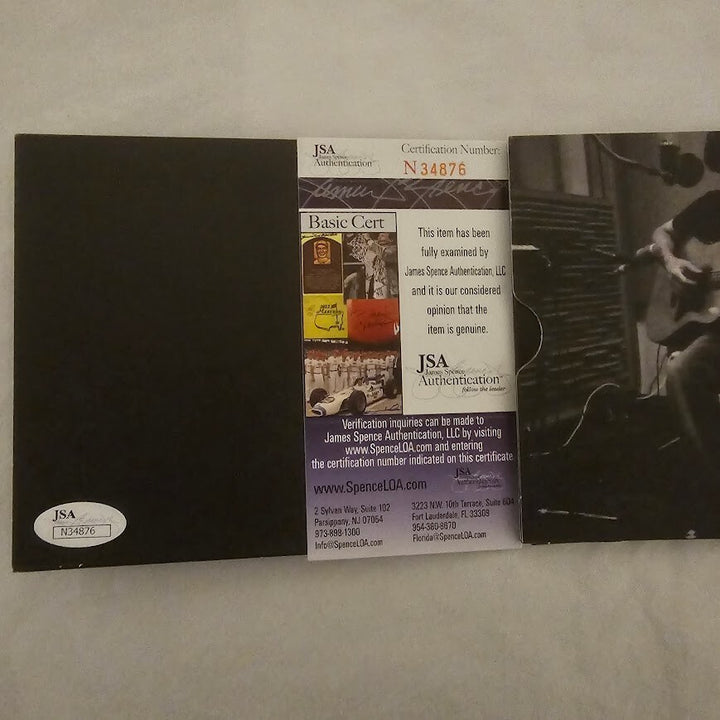 JSA
James Spence
Authentication
Certification Number:
N 34876
Basic Cert
This item has been
fully examined by
James Spence Authentication, LLC
and it is our considered
opinion that the
item is genuine.
JSA
James Spence
Authentication
follow the leader
Verification inquiries can be made to
James Spence Authentication, LLC by visiting
www.SpenceLOA.com and entering
the certification number indicated on this certificate
JSA
www.SpenceLOA.com
2 Sylvan Way, Suite 102
Parsippany, NJ 07054
973-898-1300
Info@SpenceLOA.com
3223 N.W. 10th Terrace, Suite 604
Fort Lauderdale, FL 33309
954-360-8670
Florida@SpenceLOA.com
JSA
N34876